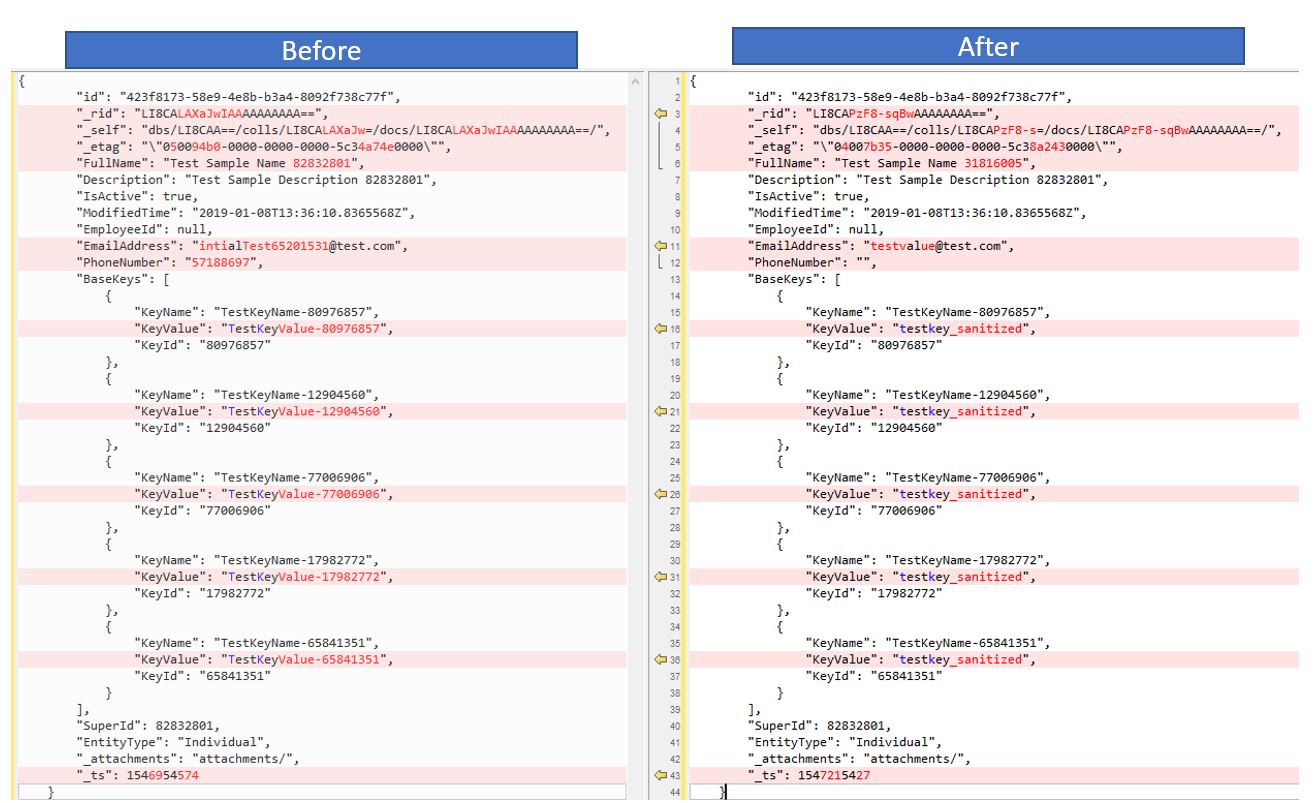 Before
{
"id": "423f8173-58e9-4e8b-b3a4-8092f738c77f",
"_rid": "LI8CALAXaJwIAAAAAAAAAA==",
"_self": "dbs/LI8CAA==/colls/LI8CALAXaJw=/docs/LI8CALAXaJwIAAAAAAAAAA==/",
"_etag": "\"050094b0-0000-0000-0000-5c34a74e0000\"",
"FullName": "Test Sample Name 82832801",
"Description": "Test Sample Description 82832801",
"IsActive": true,
"ModifiedTime": "2019-01-08T13:36:10.8365568Z",
"EmployeeId": null,
"EmailAddress": "intialTest65201531@test.com",
"PhoneNumber": "57188697",
"BaseKeys": [
{
"KeyName": "TestKeyName-80976857",
"KeyValue": "TestKeyValue-80976857",
"KeyId": "80976857"
},
{
"KeyName": "TestKeyName-12904560",
"KeyValue": "TestKeyValue-12904560",
"KeyId": "12904560"
},
{
"KeyName": "TestKeyName-77006906",
"KeyValue": "TestKeyValue-77006906",
"KeyId": "77006906"
},
{
"KeyName": "TestKeyName-17982772",
"KeyValue": "TestKeyValue-17982772",
"KeyId": "17982772"
},
{
"KeyName": "TestKeyName-65841351",
"KeyValue": "TestKeyValue-65841351",
"KeyId": "65841351"
}
],
"SuperId": 82832801,
"EntityType": "Individual",
"_attachments": "attachments/",
"_ts": 1546954574
}
After
1 {
2 "id": "423f8173-58e9-4e8b-b3a4-8092f738c77f",
3 "_rid": "LI8CAPzF8-sqBwAAAAAAAA==",
4 "_self": "dbs/LI8CAA==/colls/LI8CAPzF8-s=/docs/LI8CAPzF8-sqBwAAAAAAAA==/",
5 "_etag": "\"04007b35-0000-0000-0000-5c38a2430000\"",
6 "FullName": "Test Sample Name 31816005",
7 "Description": "Test Sample Description 82832801",
8 "IsActive": true,
9 "ModifiedTime": "2019-01-08T13:36:10.8365568Z",
10 "EmployeeId": null,
11 "EmailAddress": "testvalue@test.com",
12 "PhoneNumber": "",
13 "BaseKeys": [
14 {
15 "KeyName": "TestKeyName-80976857",
16 "KeyValue": "testkey_sanitized",
17 "KeyId": "80976857"
18 },
19 {
20 "KeyName": "TestKeyName-12904560",
21 "KeyValue": "testkey_sanitized",
22 "KeyId": "12904560"
23 },
24 {
25 "KeyName": "TestKeyName-77006906",
26 "KeyValue": "testkey_sanitized",
27 "KeyId": "77006906"
28 },
29 {
30 "KeyName": "TestKeyName-17982772",
31 "KeyValue": "testkey_sanitized",
32 "KeyId": "17982772"
33 },
34 {
35 "KeyName": "TestKeyName-65841351",
36 "KeyValue": "testkey_sanitized",
37 "KeyId": "65841351"
38 }
39 ],
40 "SuperId": 82832801,
41 "EntityType": "Individual",
42 "_attachments": "attachments/",
43 "_ts": 1547215427
44 }